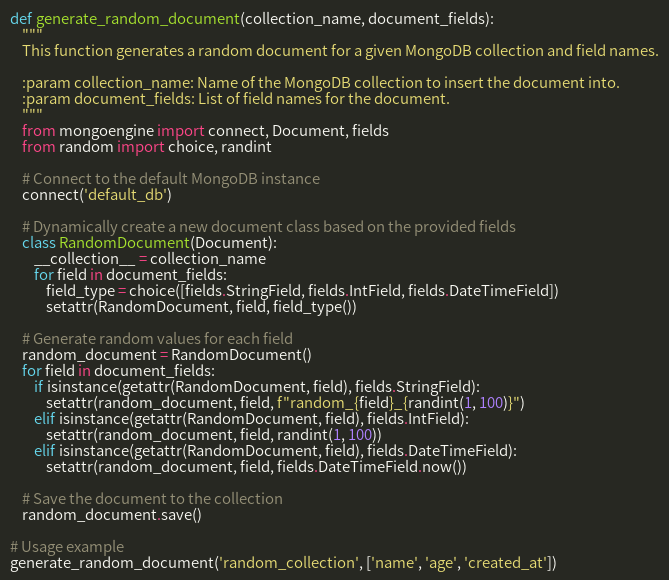 def generate_random_document(collection_name, document_fields):
    """
    This function generates a random document for a given MongoDB collection and field names.

    :param collection_name: Name of the MongoDB collection to insert the document into.
    :param document_fields: List of field names for the document.
    """
    from mongoengine import connect, Document, fields
    from random import choice, randint

    # Connect to the default MongoDB instance
    connect('default_db')

    # Dynamically create a new document class based on the provided fields
    class RandomDocument(Document):
        __collection__ = collection_name
        for field in document_fields:
            field_type = choice([fields.StringField, fields.IntField, fields.DateTimeField])
            setattr(RandomDocument, field, field_type())

    # Generate random values for each field
    random_document = RandomDocument()
    for field in document_fields:
        if isinstance(getattr(RandomDocument, field), fields.StringField):
            setattr(random_document, field, f"random_{field}_{randint(1, 100)}")
        elif isinstance(getattr(RandomDocument, field), fields.IntField):
            setattr(random_document, field, randint(1, 100))
        elif isinstance(getattr(RandomDocument, field), fields.DateTimeField):
            setattr(random_document, field, fields.DateTimeField.now())

    # Save the document to the collection
    random_document.save()

# Usage example
generate_random_document('random_collection', ['name', 'age', 'created_at'])